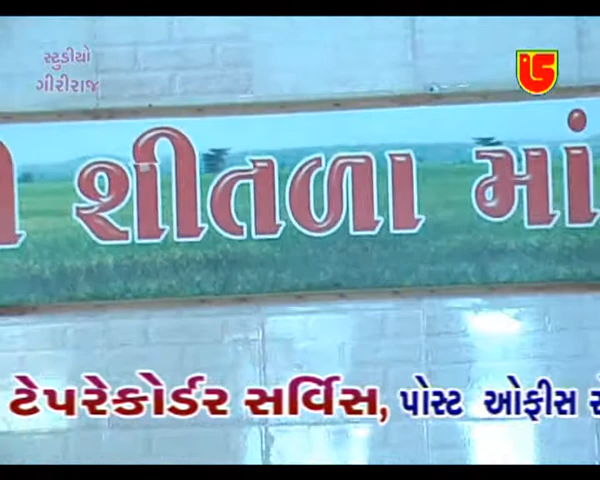 સ્ટુડીયો
ગીરીરાજ
ી શીતળા માં
ટેપરેકોર્ડર સર્વિસ, પોસ્ટ ઓફીસ